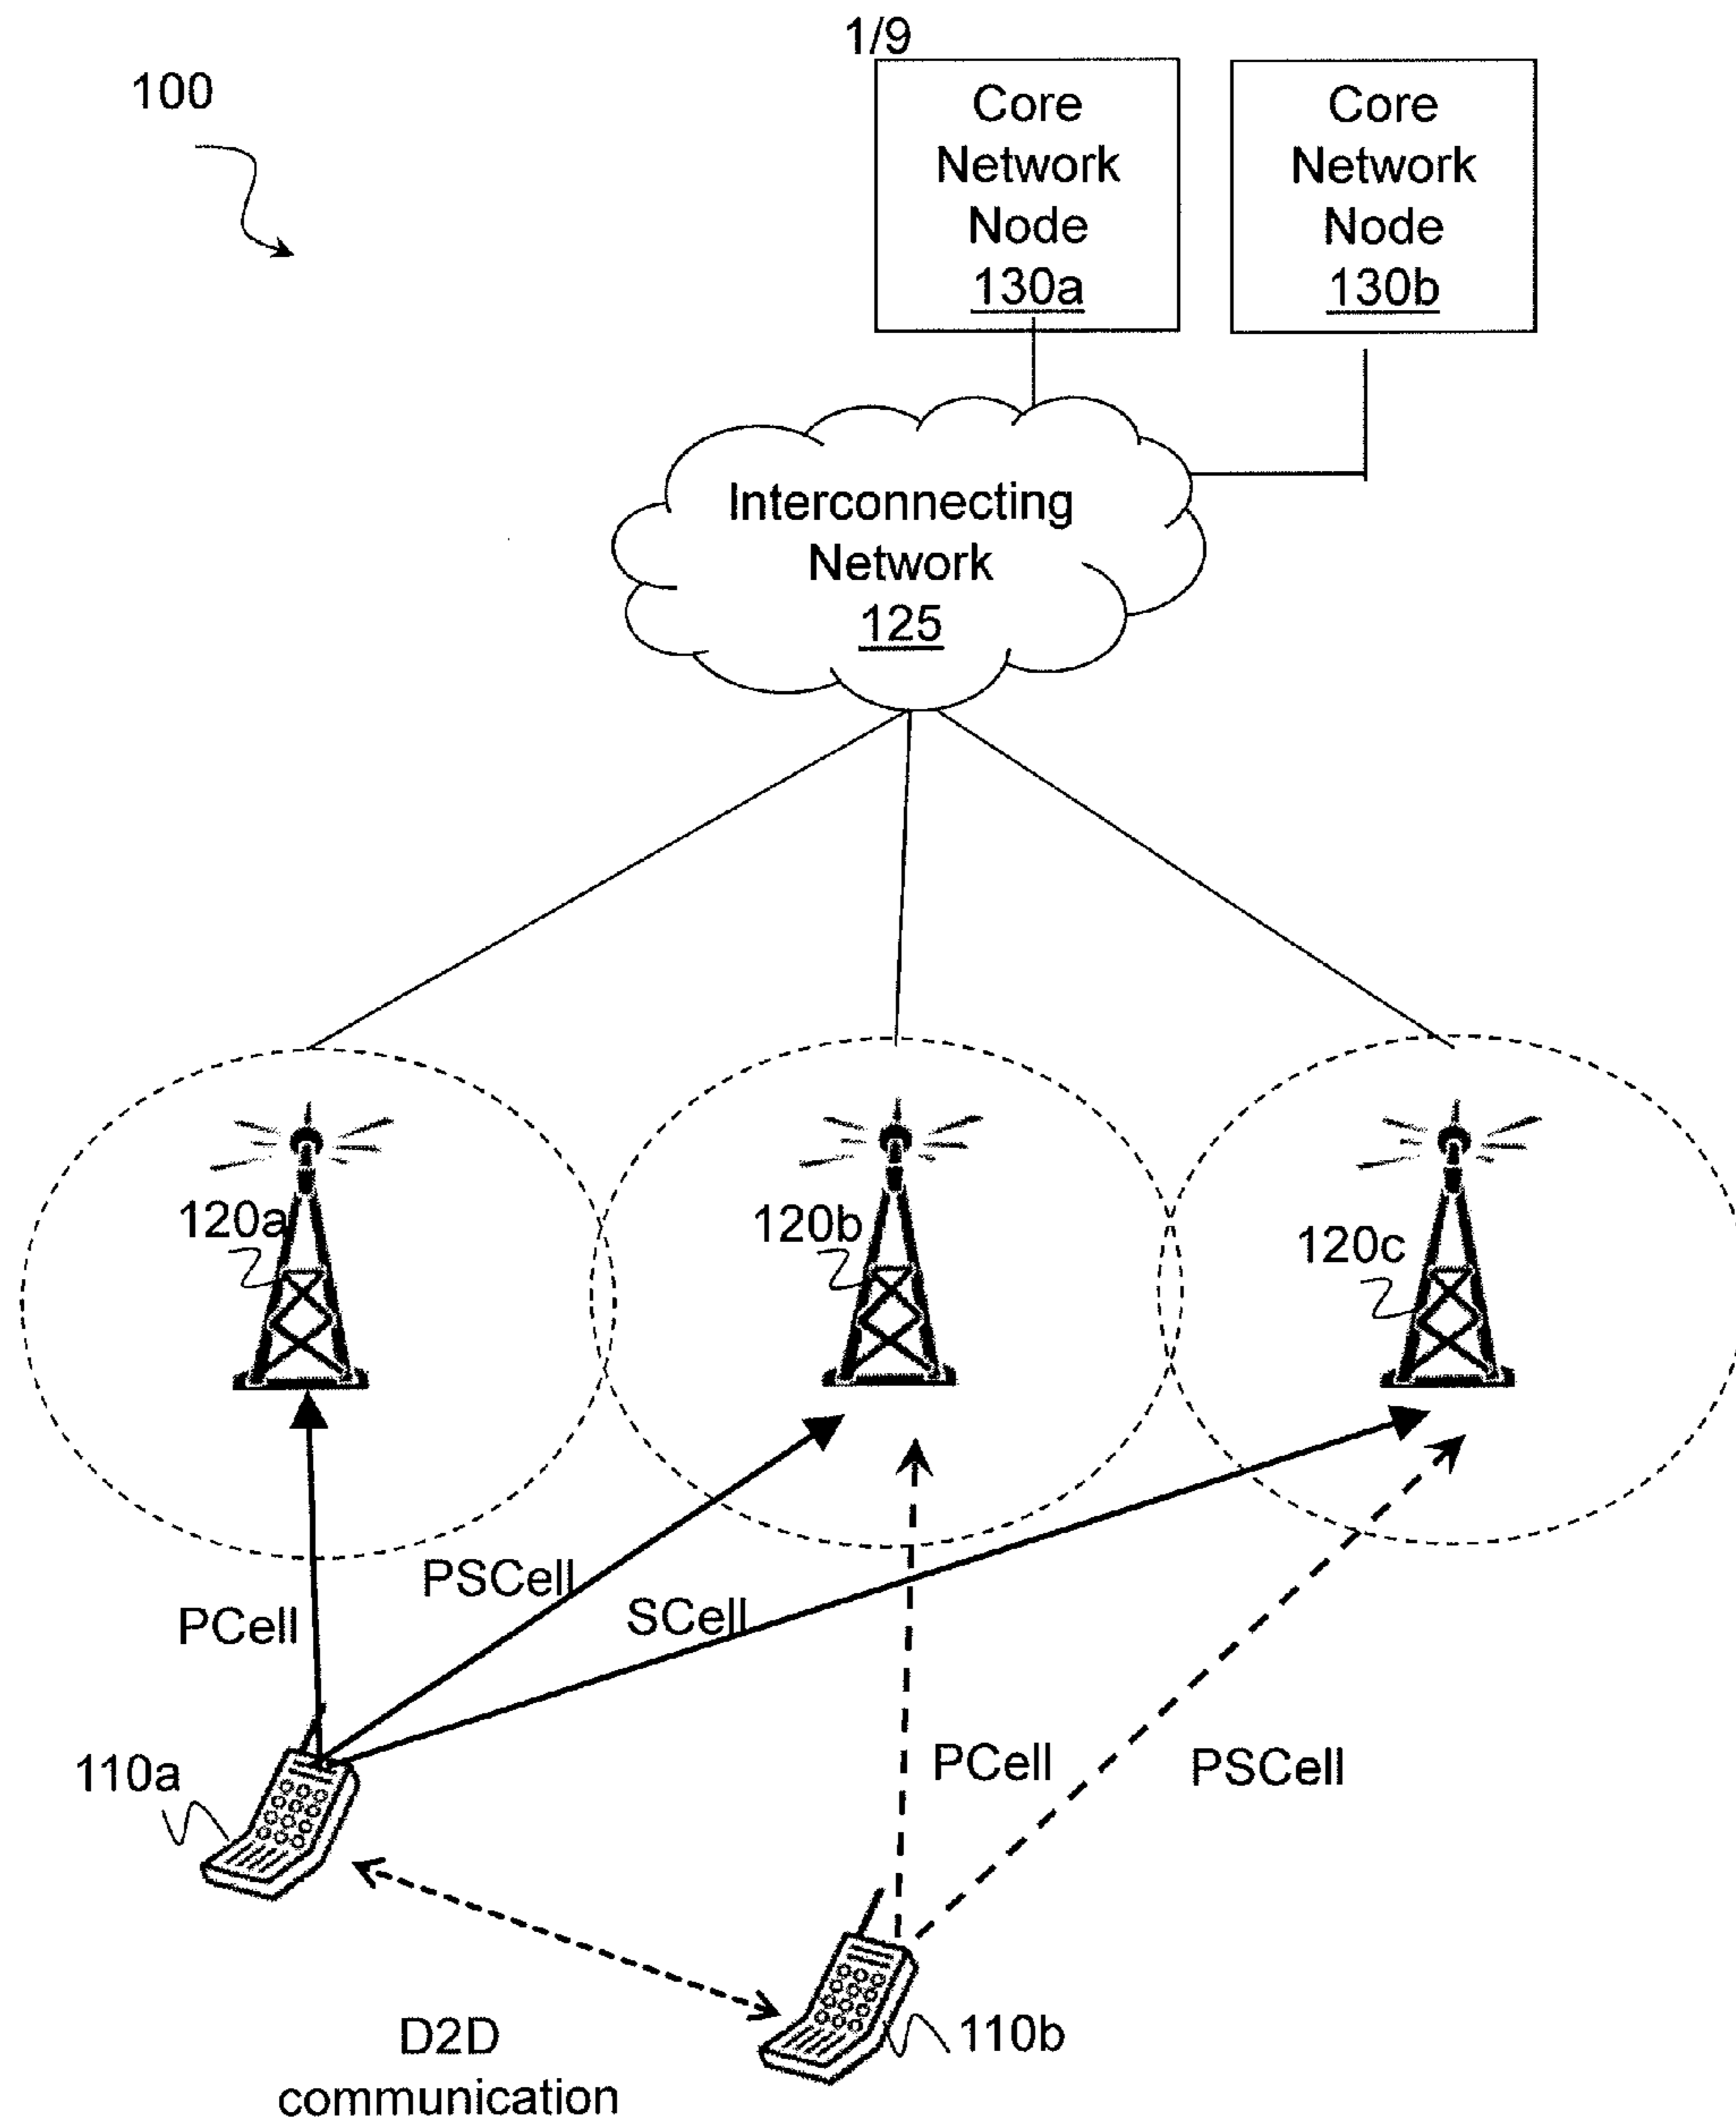 1/9
100
Core
Network
Node
130a
Core
Network
Node
130b
Interconnecting
Network
125
120a
120b
120c
PSCell
SCell
PCell
PCell
PSCell
110a
110b
D2D
communication